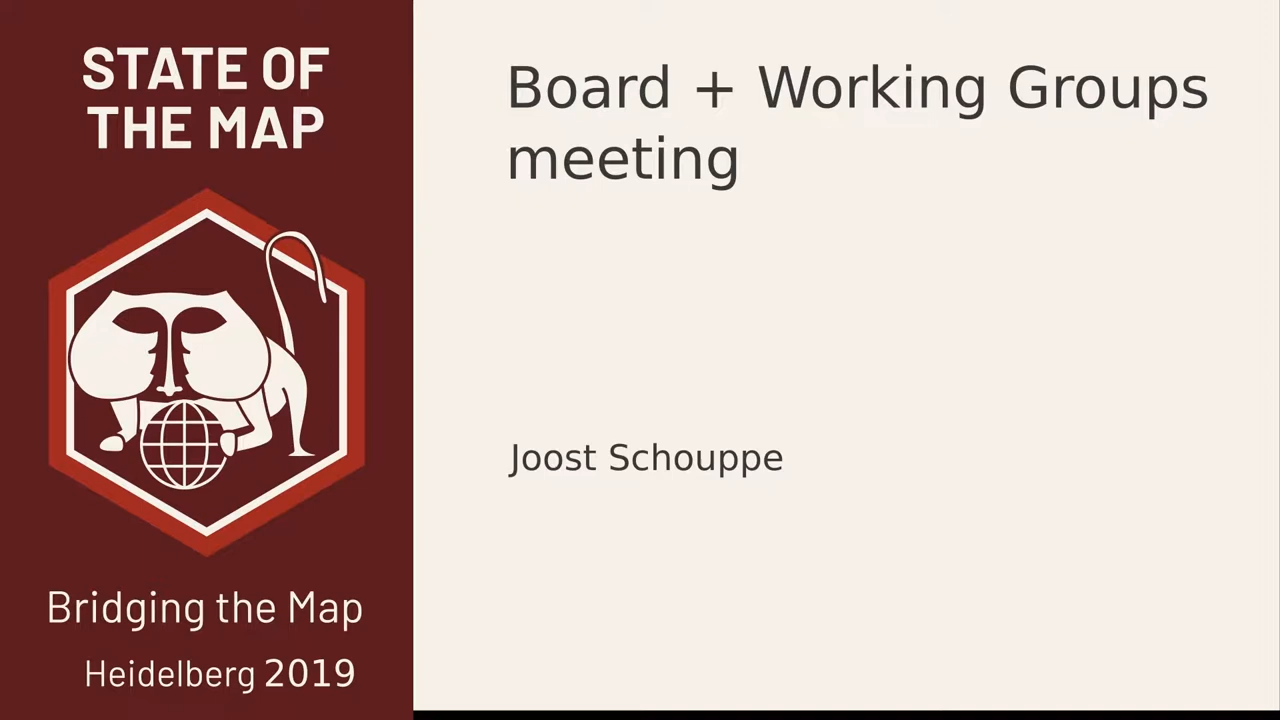 STATE OF
THE MAP
Bridging the Map
Heidelberg 2019
Board + Working Groups
meeting
Joost Schouppe